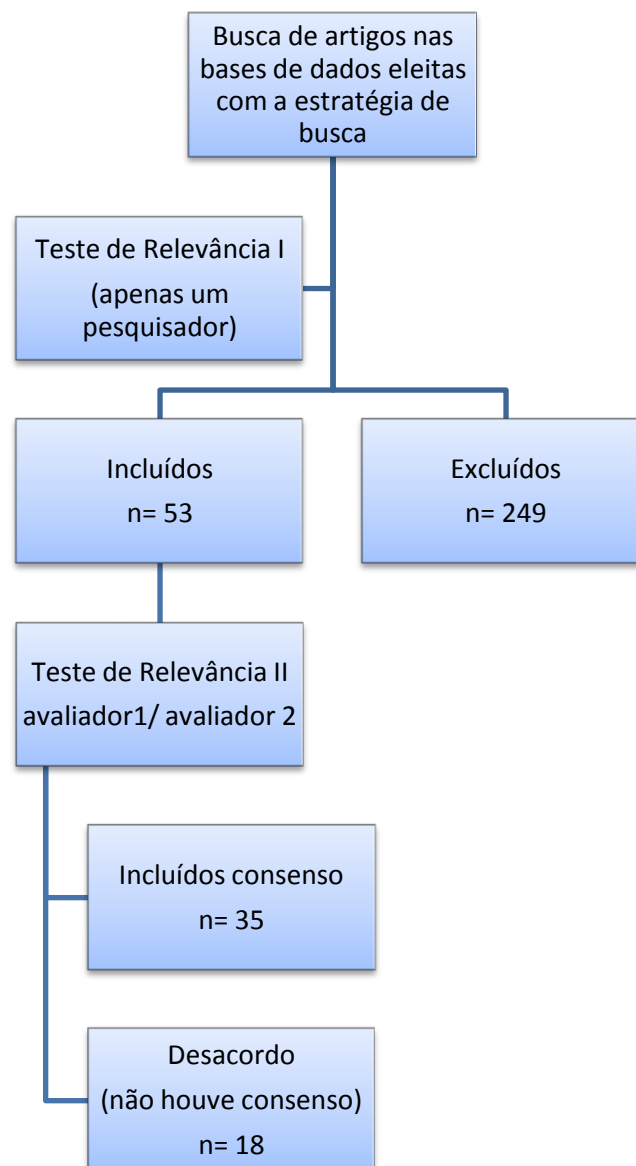 Busca de artigos nas
bases de dados eleitas
com a estratégia de
busca
Teste de Relevância I
(apenas um
pesquisador)
Incluídos
n= 53
Excluídos
n= 249
Teste de Relevância II
avaliador1/ avaliador 2
Incluídos consenso
n= 35
Desacordo
(não houve consenso)
n= 18